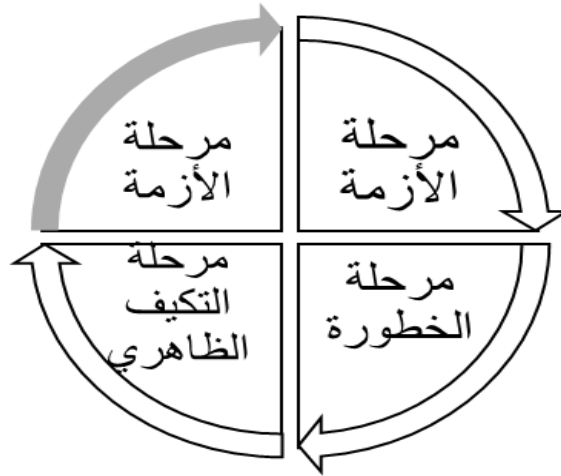 مرحلة
الأزمة
مرحلة
الأزمة
مرحلة
الخطورة
مرحلة
التكيف
الظاهري